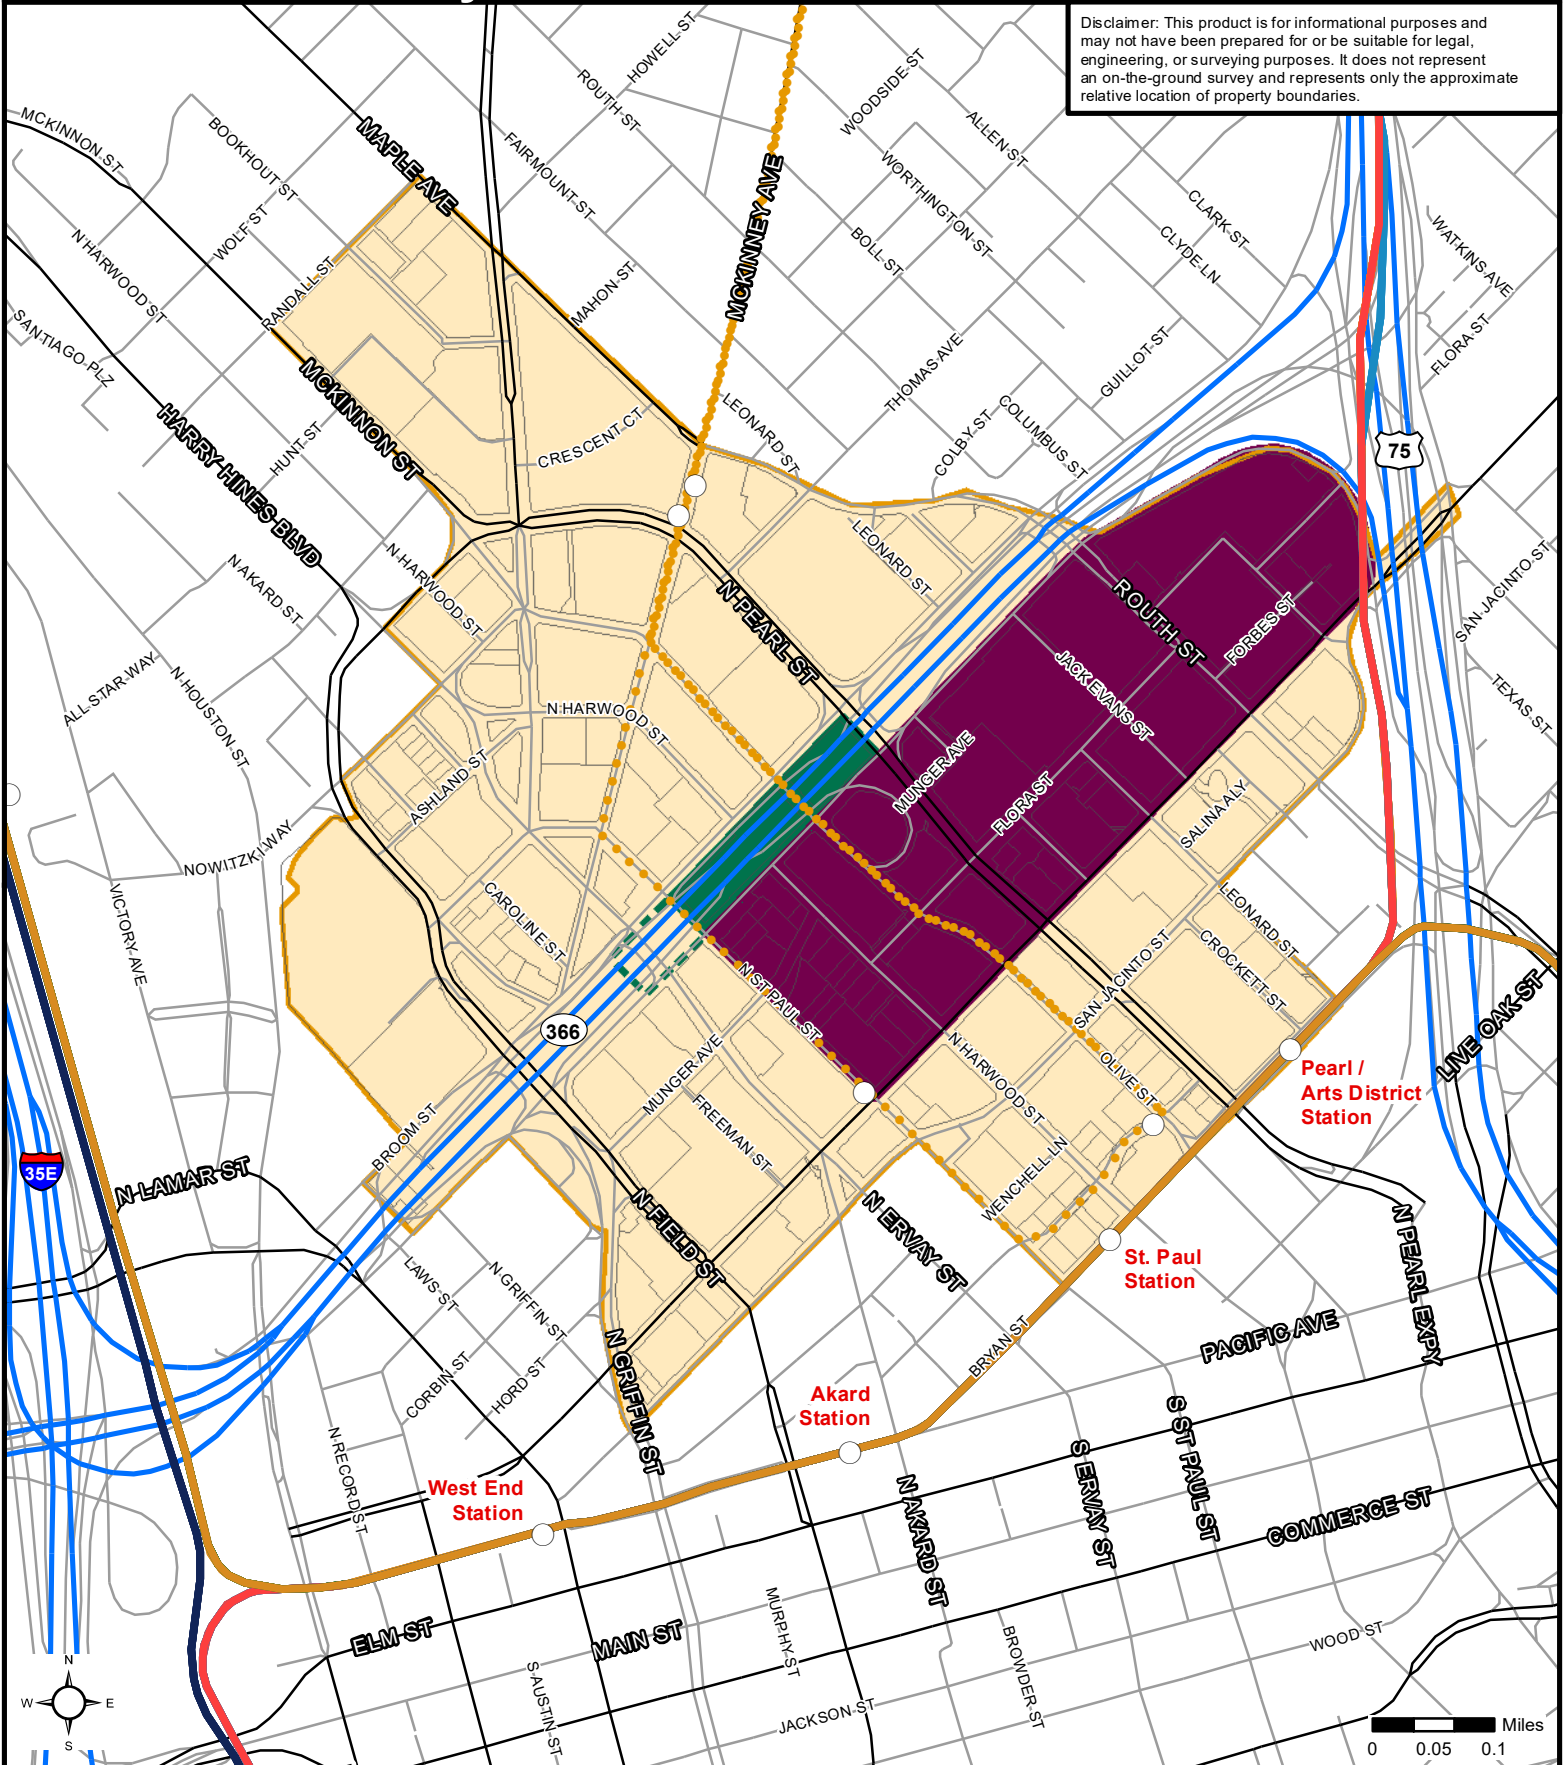 Disclaimer: This product is for informational purposes and
may not have been prepared for or be suitable for legal,
engineering, or surveying purposes. It does not represent
an on-the-ground survey and represents only the approximate
relative location of property boundaries.
HOWELL ST
ROUTH ST
WOODSIDE ST
ALLEN ST
MCKINNON ST
BOOKHOUT ST
MAPLE AVE
FAIRMOUNT ST
WORTHINGTON ST
MCKINNEY AVE
CLARK ST
WATKINS AVE
WOLF ST
N HARWOOD ST
BOLL ST
CLYDE LN
RANDALL ST
MAHON ST
SANTIAGO PLZ
GUILLOT ST
FLORA ST
THOMAS AVE
MCKINNON ST
HARRY HINES BLVD
HUNT ST
CRESCENT CT
LEONARD ST
COLBY ST
COLUMBUS ST
75
N AKARD ST
N HARWOOD ST
LEONARD ST
N PEARL ST
ROUTH ST
FORBES ST
SAN JACINTO ST
ALL STAR WAY
N HOUSTON ST
JACK EVANS ST
TEXAS ST
N HARWOOD ST
ASHLAND ST
MUNGER AVE
FLORA ST
SALINA ALY
NOWITZKI WAY
VICTORY AVE
CAROLINE ST
LEONARD ST
CROCKETT ST
SAN JACINTO ST
N ST PAUL ST
366
LIVE OAK ST
N HARWOOD ST
OLIVE ST
MUNGER AVE
FREEMAN ST
Pearl /
Arts District
Station
BROOM ST
35E
N LAMAR ST
WENCHELL LN
N FIELD ST
N ERVAY ST
N PEARL EXPY
St. Paul
Station
LAWS ST
N GRIFFIN ST
PACIFIC AVE
BRYAN ST
CORBIN ST
HORD ST
N GRIFFIN ST
Akard
Station
S ST PAUL ST
S ERVAY ST
N RECORD ST
West End
Station
N AKARD ST
COMMERCE ST
ELM ST
MAIN ST
MURPHY ST
BROWDER ST
WOOD ST
S AUSTIN ST
JACKSON ST
N
W
E
S
Miles
0
0.05
0.1